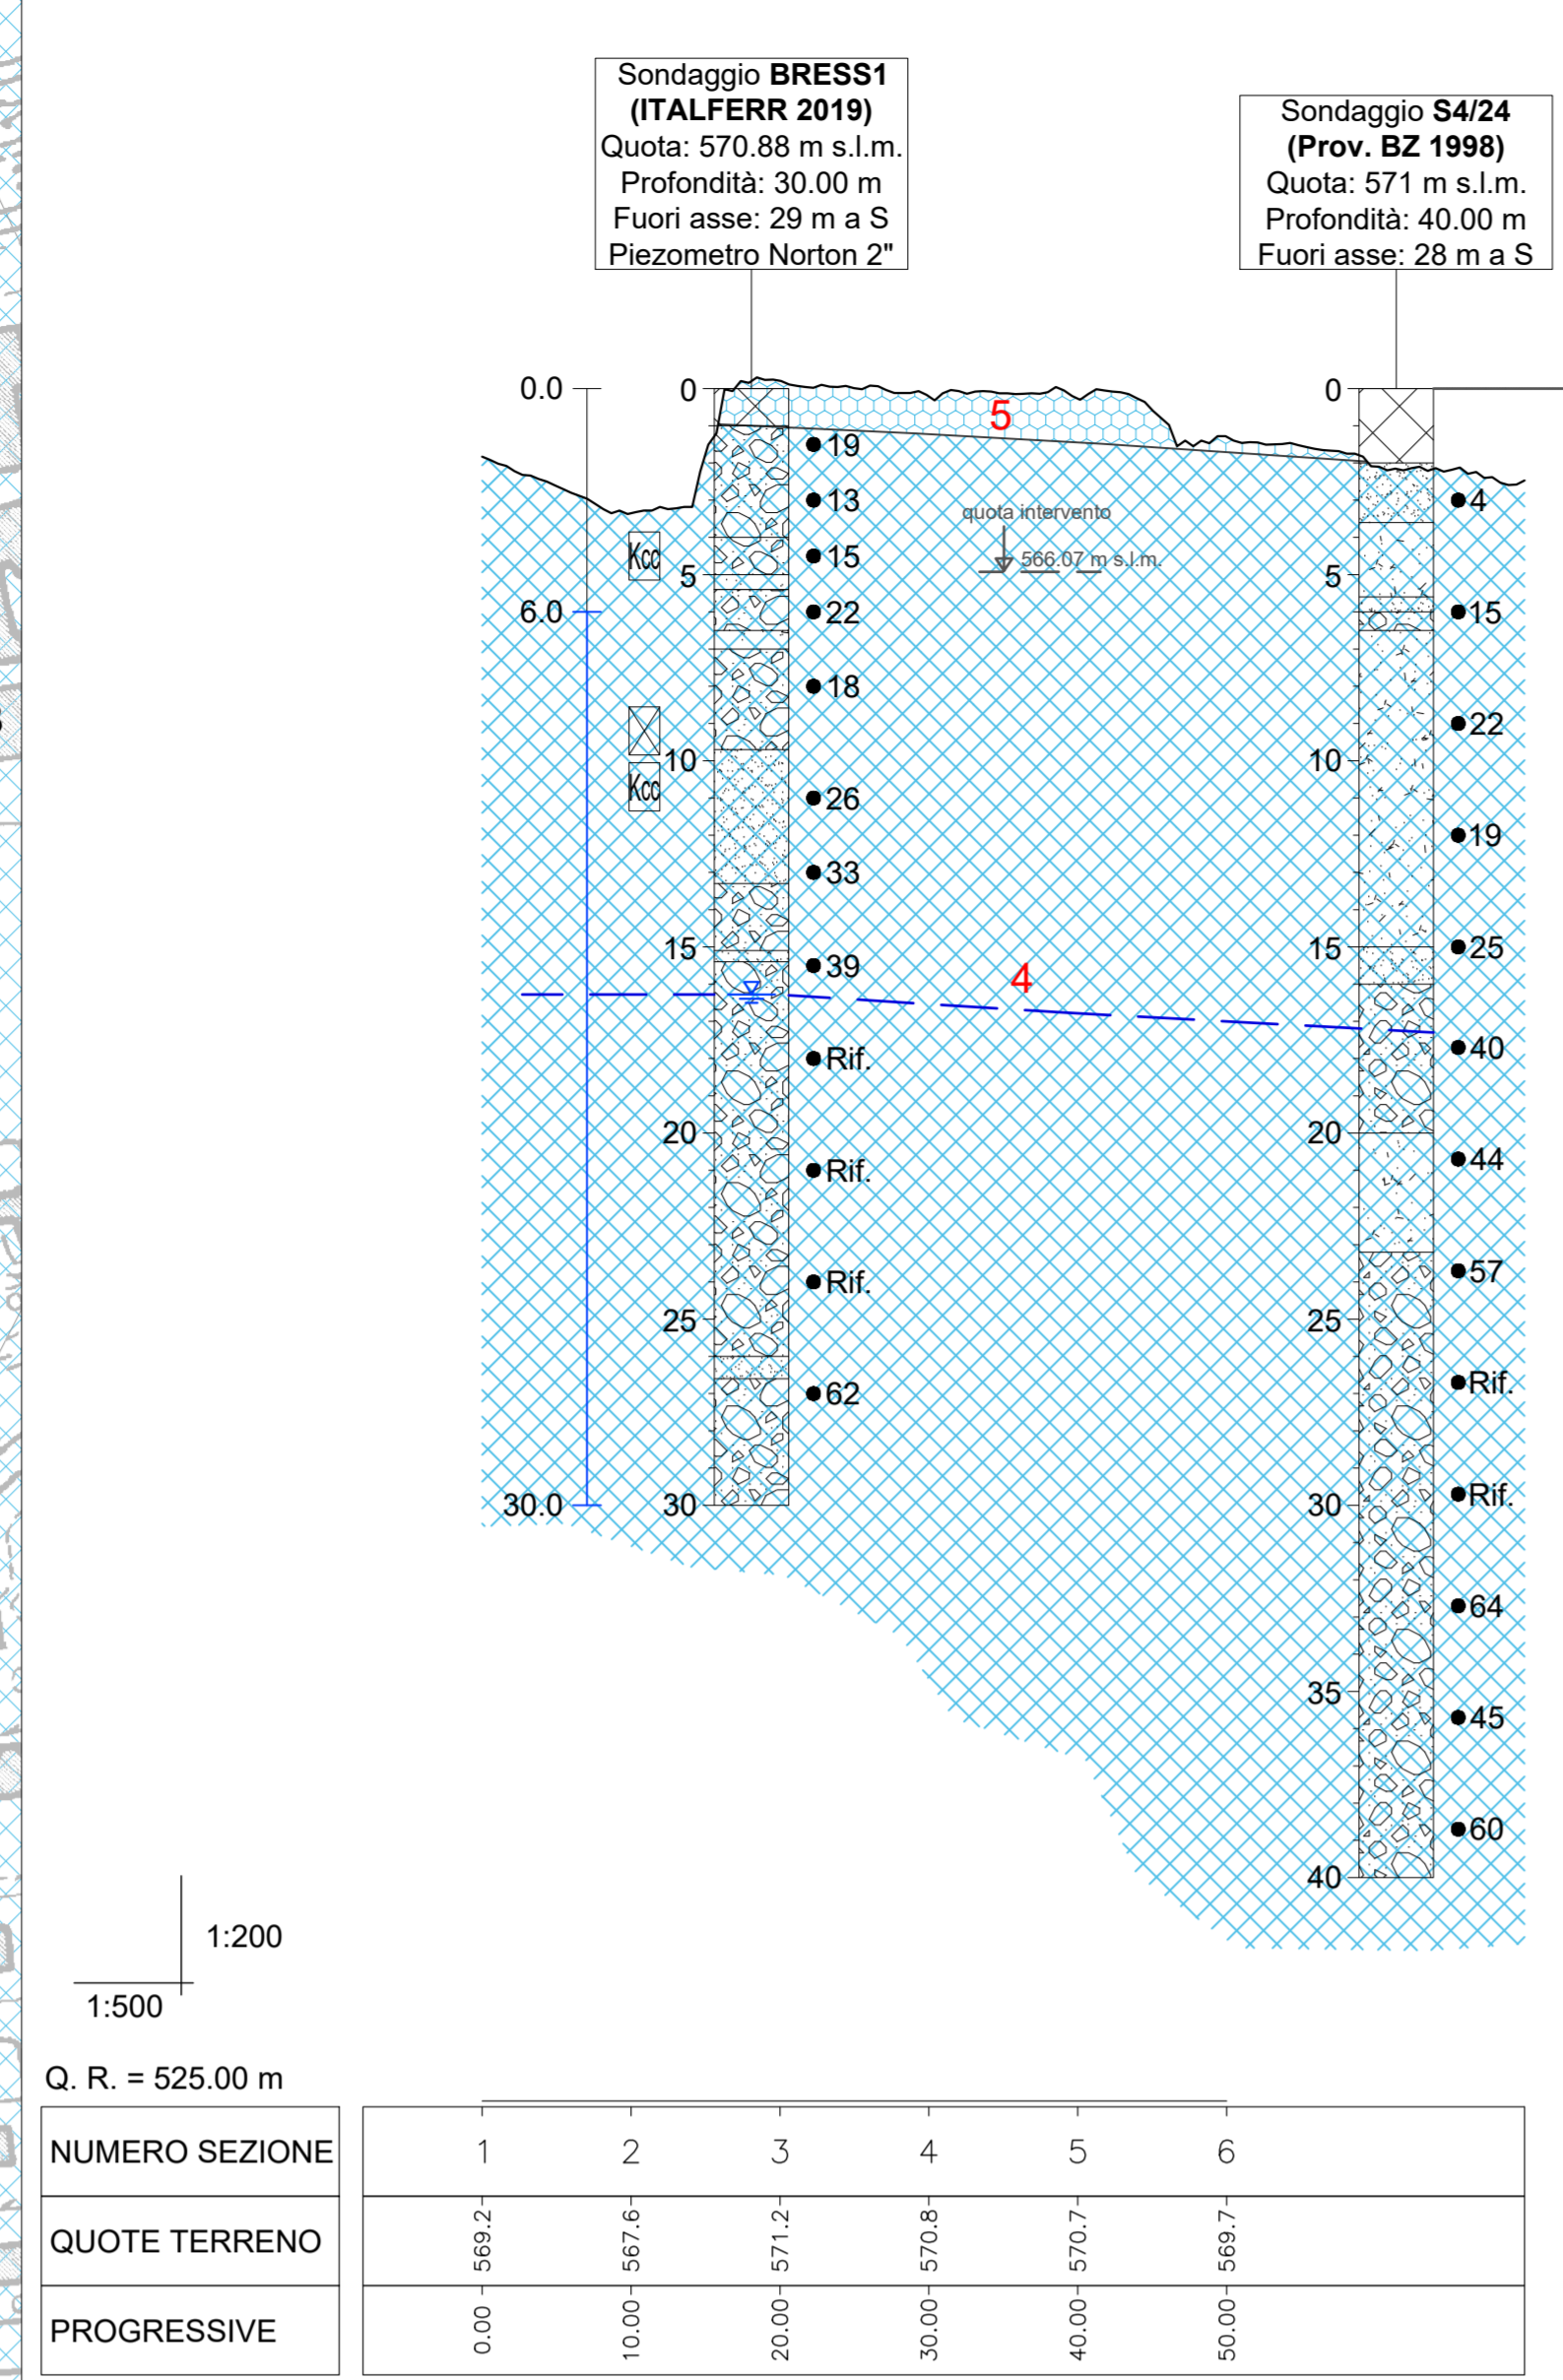 Sondaggio BRESS1
(ITALFERR 2019)
Quota: 570.88 m s.l.m.
Profondità: 30.00 m
Fuori asse: 29 m a S
Piezometro Norton 2"
Sondaggio S4/24
(Prov. BZ 1998)
Quota: 571 m s.l.m.
Profondità: 40.00 m
Fuori asse: 28 m a S
0.0
6.0
30.0
Kcc
Kcc
0
5
10
15
20
25
30
19
13
15
22
18
26
33
39
Rif.
Rif.
Rif.
62
5
quota intervento
566.07 m s.l.m.
4
0
5
10
15
20
25
30
35
40
4
15
22
19
25
40
44
57
Rif.
Rif.
64
45
60
1:200
1:500
Q. R. = 525.00 m
NUMERO SEZIONE 1 2 3 4 5 6
QUOTE TERRENO 569.2 567.6 571.2 570.8 570.7 569.7
PROGRESSIVE 0.00 10.00 20.00 30.00 40.00 50.00